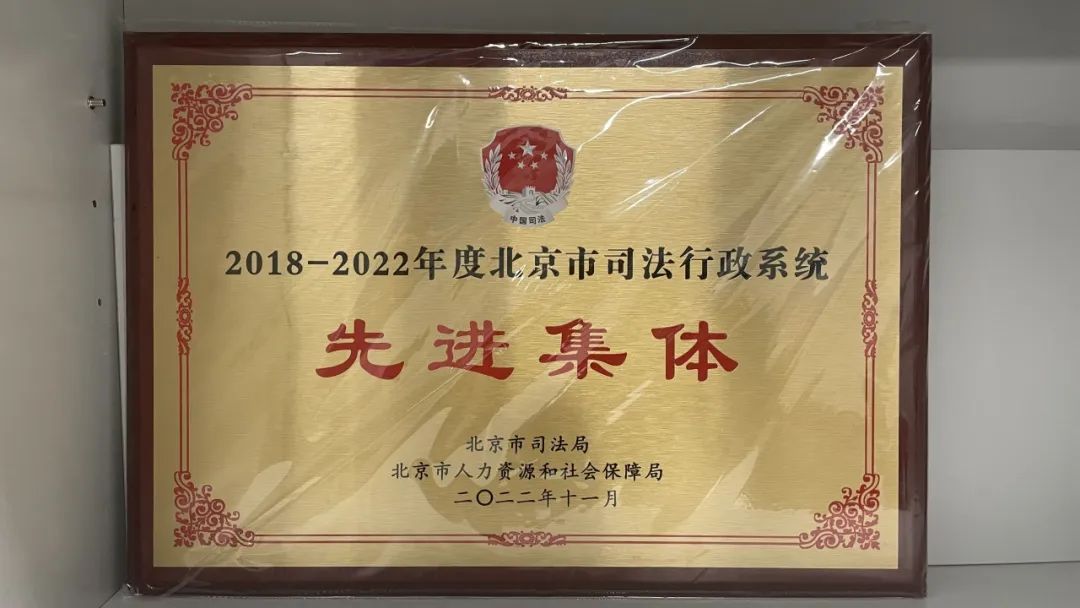 中国司法
2018-2022年度北京市司法行政系统
先进集体
北京市司法局
北京市人力资源和社会保障局
二〇二二年十一月